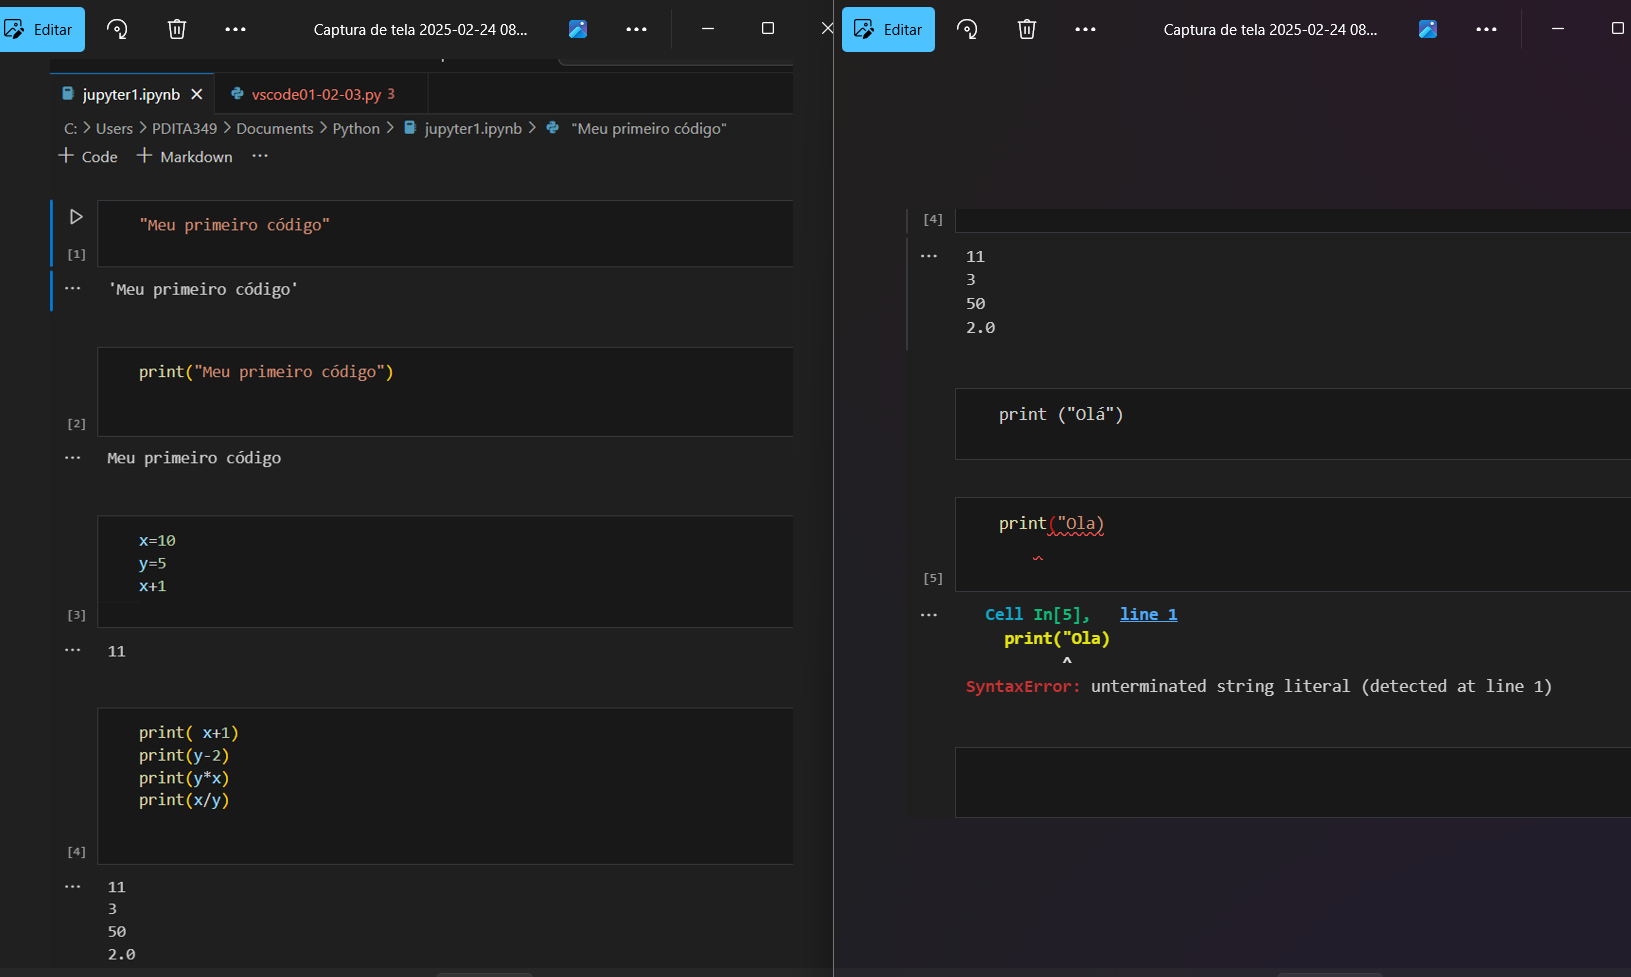 Editar
Captura de tela 2025-02-24 08...
jupyter1.ipynb
vscode01-02-03.py 3
C: > Users > PDITA349 > Documents > Python > jupyter1.ipynb > "Meu primeiro código"
+ Code + Markdown ...
"Meu primeiro código"
[1]
... 'Meu primeiro código'
print("Meu primeiro código")
[2]
... Meu primeiro código
x=10
y=5
x+1
[3]
... 11
print( x+1)
print(y-2)
print(y*x)
print(x/y)
[4]
... 11
3
50
2.0
Editar
Captura de tela 2025-02-24 08...
[4]
... 11
3
50
2.0
print ("Olá")
print("Ola)
[5]
... Cell In[5], line 1
print("Ola)
^
SyntaxError: unterminated string literal (detected at line 1)